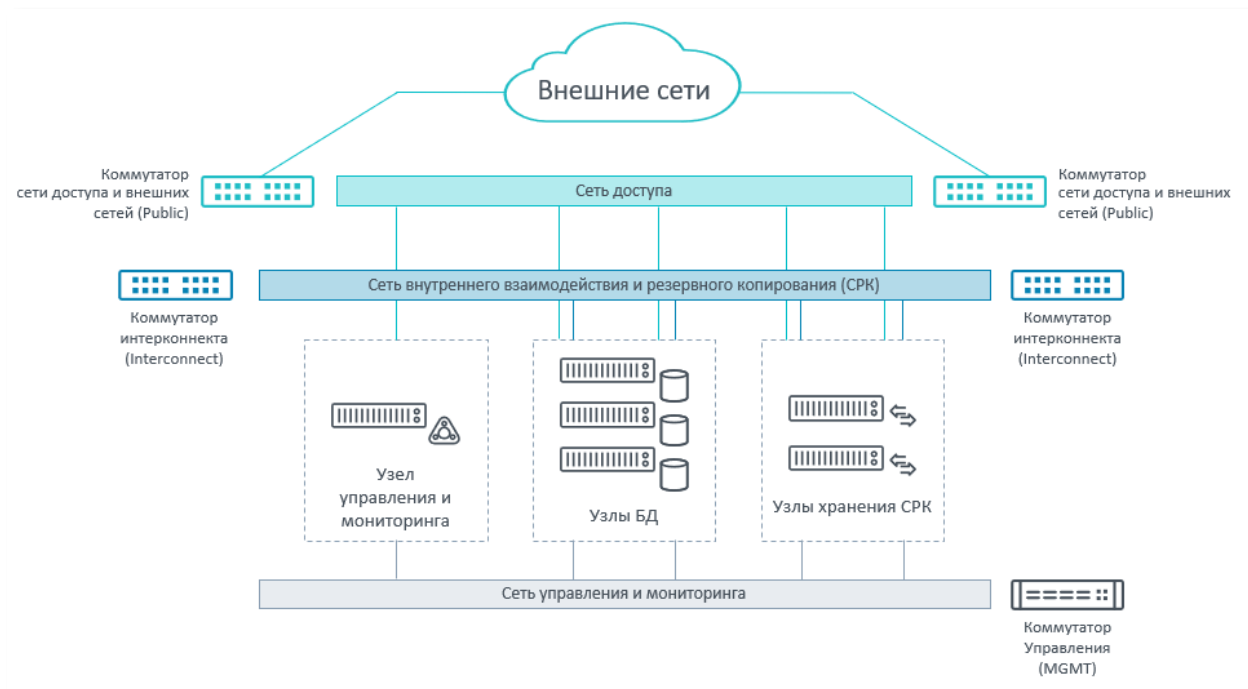 Внешние сети
Коммутатор
сети доступа и внешних
сетей (Public)
Сеть доступа
Коммутатор
сети доступа и внешних
сетей (Public)
Сеть внутреннего взаимодействия и резервного копирования (СРК)
Коммутатор
интерконнекта
(Interconnect)
Коммутатор
интерконнекта
(Interconnect)
Узел
управления и
мониторинга
Узлы БД
Узлы хранения СРК
Сеть управления и мониторинга
Коммутатор
Управления
(MGMT)